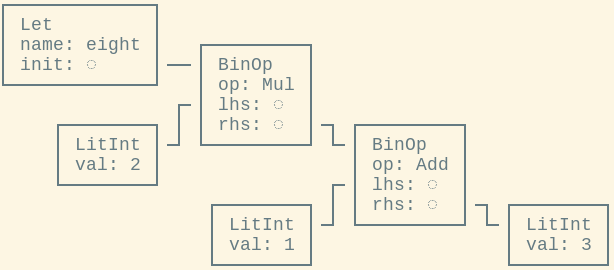 Let
name: eight
init: ◌
BinOp
op: Mul
lhs: ◌
rhs: ◌
LitInt
val: 2
BinOp
op: Add
lhs: ◌
rhs: ◌
LitInt
val: 1
LitInt
val: 3